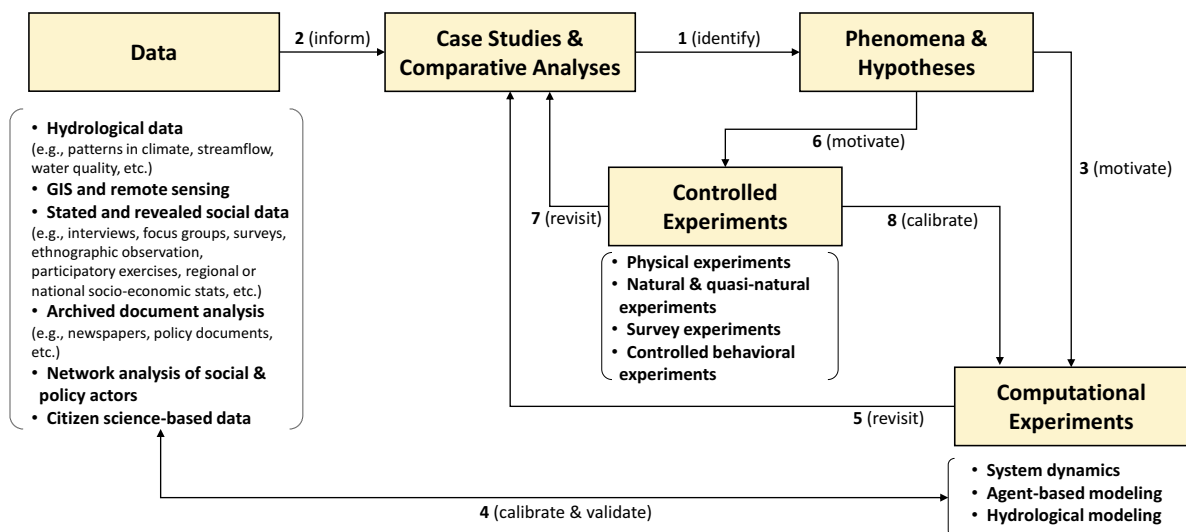 Data
2 (inform)
Case Studies &
Comparative Analyses
1 (identify)
Phenomena &
Hypotheses
• Hydrological data
(e.g., patterns in climate, streamflow,
water quality, etc.)
• GIS and remote sensing
• Stated and revealed social data
(e.g., interviews, focus groups, surveys,
ethnographic observation,
participatory exercises, regional or
national socio-economic stats, etc.)
• Archived document analysis
(e.g., newspapers, policy documents,
etc.)
• Network analysis of social &
policy actors
• Citizen science-based data
6 (motivate)
3 (motivate)
Controlled
Experiments
7 (revisit)
8 (calibrate)
• Physical experiments
• Natural & quasi-natural
experiments
• Survey experiments
• Controlled behavioral
experiments
Computational
Experiments
5 (revisit)
• System dynamics
• Agent-based modeling
• Hydrological modeling
4 (calibrate & validate)